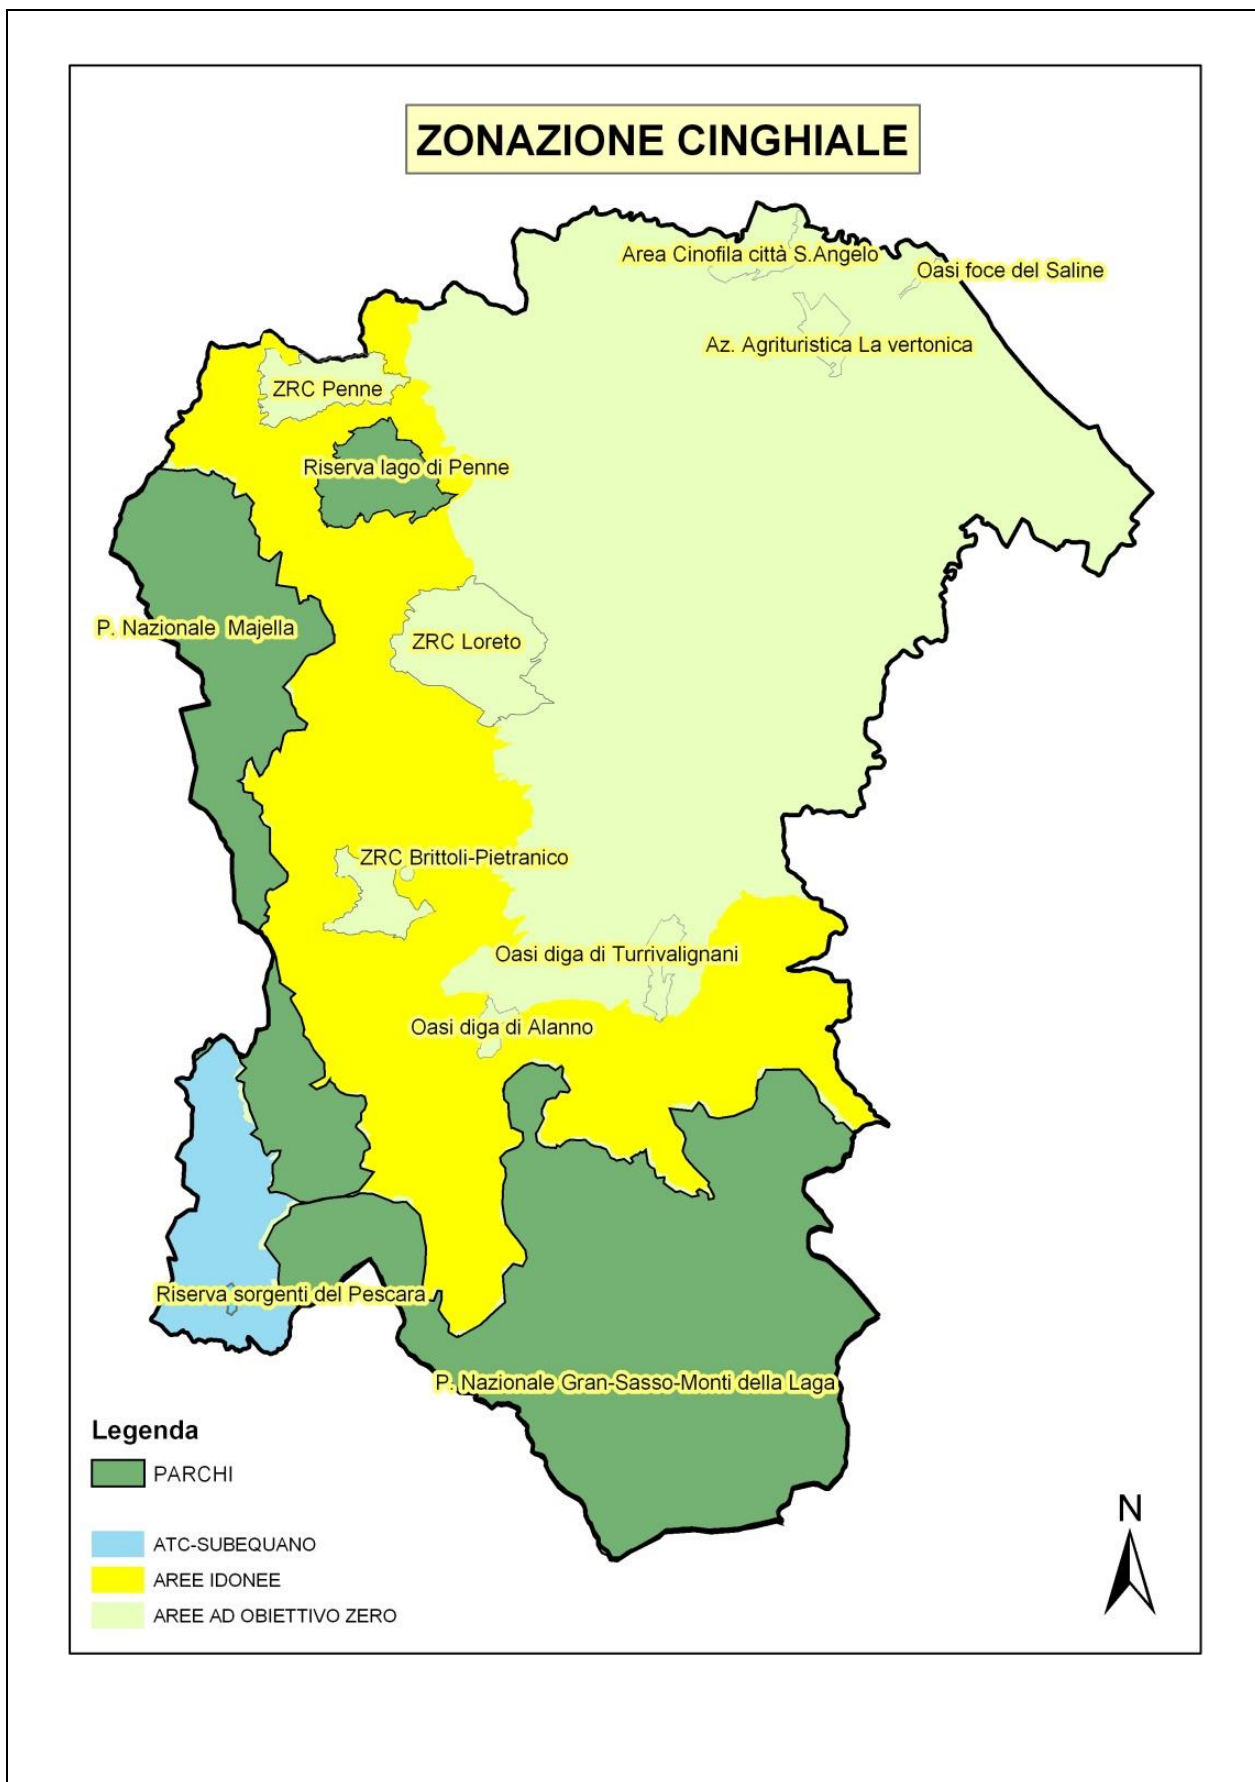 ZONAZIONE CINGHIALE
Area Cinofila città S.Angelo
Oasi foce del Saline
Az. Agrituristica La vertonica
ZRC Penne
Riserva lago di Penne
P. Nazionale Majella
ZRC Loreto
ZRC Brittoli-Pietranico
Oasi diga di Turrivalignani
Oasi diga di Alanno
Riserva sorgenti del Pescara
P. Nazionale Gran-Sasso-Monti della Laga
Legenda
PARCHI
ATC-SUBEQUANO
AREE IDONEE
AREE AD OBIETTIVO ZERO
N